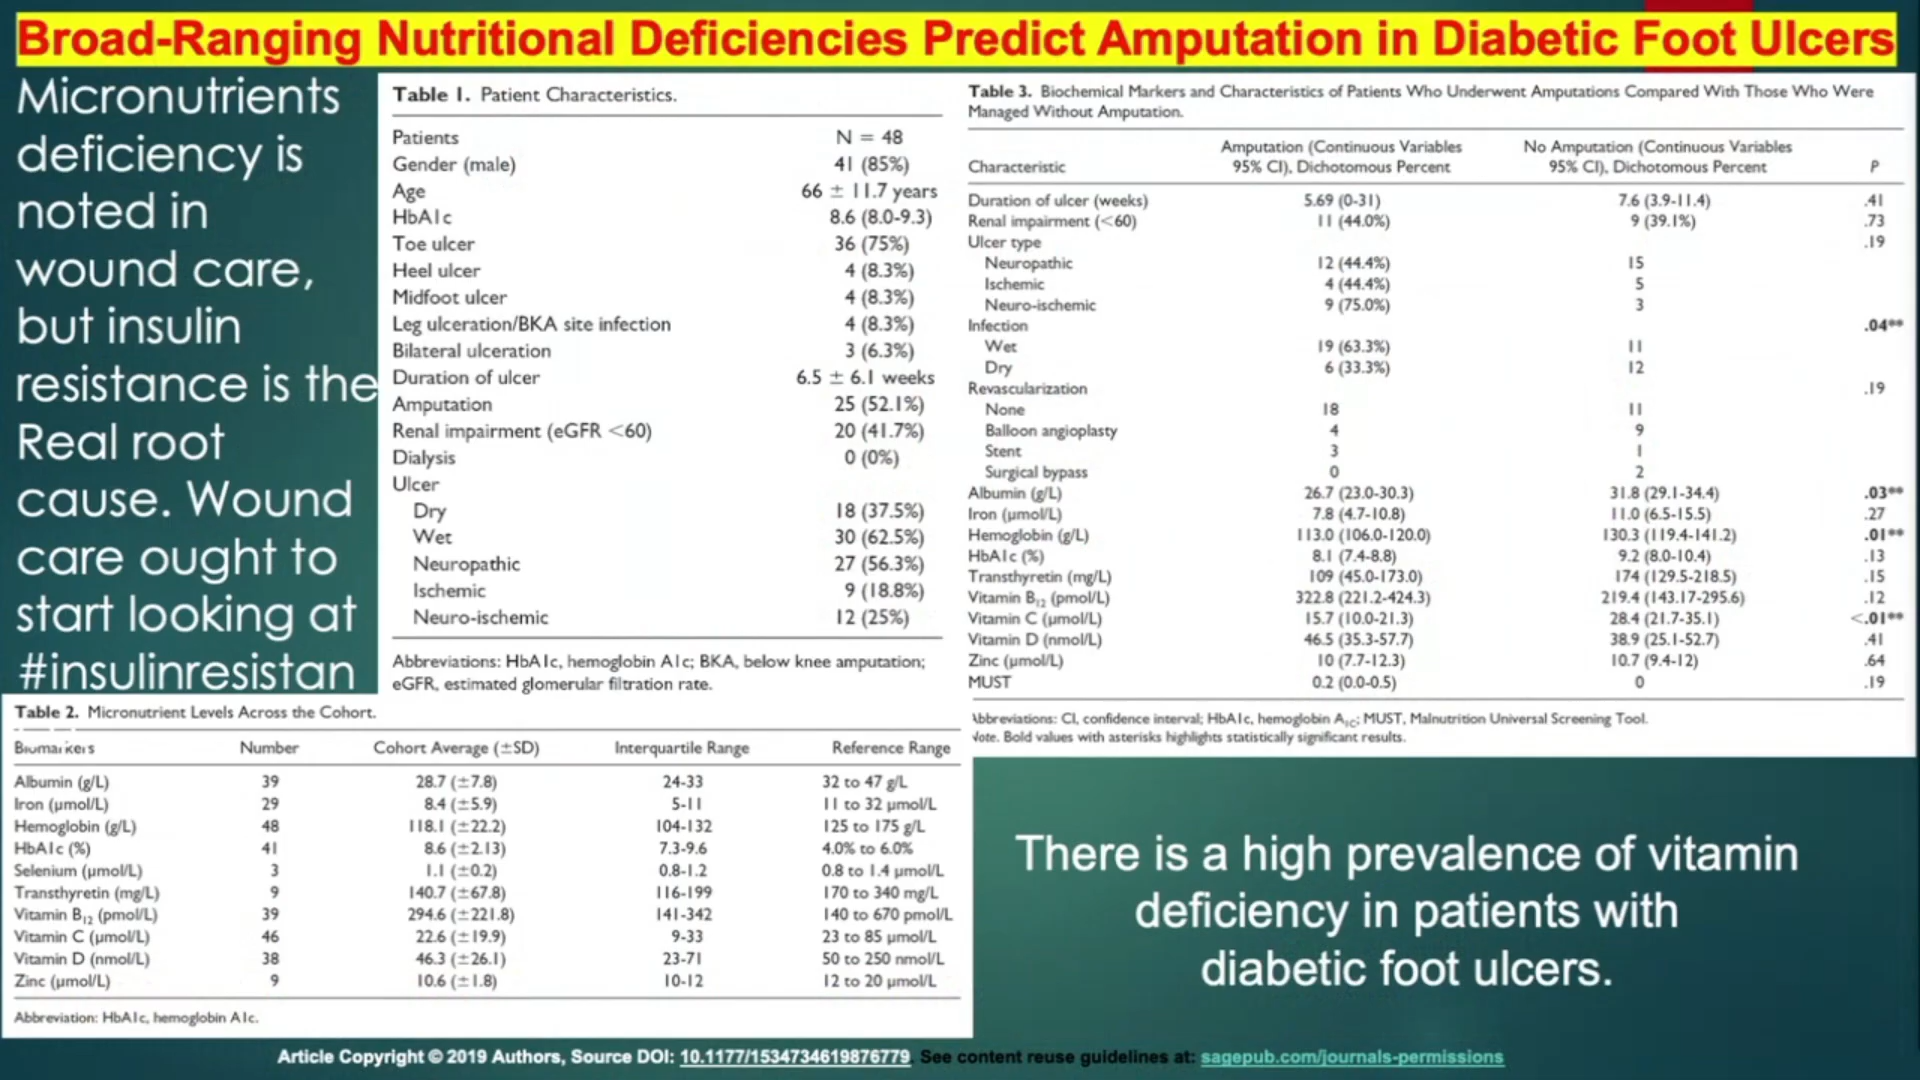 Broad-Ranging Nutritional Deficiencies Predict Amputation in Diabetic Foot Ulcers
Micronutrients
deficiency is
noted in
wound care,
but insulin
resistance is the
Real root
cause. Wound
care ought to
start looking at
#insulinresistan
Table 1. Patient Characteristics.
Patients N = 48
Gender (male) 41 (85%)
Age 66 ± 11.7 years
HbA1c 8.6 (8.0-9.3)
Toe ulcer 36 (75%)
Heel ulcer 4 (8.3%)
Midfoot ulcer 4 (8.3%)
Leg ulceration/BKA site infection 4 (8.3%)
Bilateral ulceration 3 (6.3%)
Duration of ulcer 6.5 ± 6.1 weeks
Amputation 25 (52.1%)
Renal impairment (eGFR <60) 20 (41.7%)
Dialysis 0 (0%)
Ulcer
Dry 18 (37.5%)
Wet 30 (62.5%)
Neuropathic 27 (56.3%)
Ischemic 9 (18.8%)
Neuro-ischemic 12 (25%)
Abbreviations: HbA1c, hemoglobin A1c; BKA, below knee amputation;
eGFR, estimated glomerular filtration rate.
Table 3. Biochemical Markers and Characteristics of Patients Who Underwent Amputations Compared With Those Who Were
Managed Without Amputation.
Amputation (Continuous Variables No Amputation (Continuous Variables
Characteristic 95% CI), Dichotomous Percent 95% CI), Dichotomous Percent P
Duration of ulcer (weeks) 5.69 (0-31) 7.6 (3.9-11.4) .41
Renal impairment (<60) 11 (44.0%) 9 (39.1%) .73
Ulcer type .19
Neuropathic 12 (44.4%) 15
Ischemic 4 (44.4%) 5
Neuro-ischemic 9 (75.0%) 3
Infection .04**
Wet 19 (63.3%) 11
Dry 6 (33.3%) 12
Revascularization .19
None 18 11
Balloon angioplasty 4 9
Stent 3 1
Surgical bypass 0 2
Albumin (g/L) 26.7 (23.0-30.3) 31.8 (29.1-34.4) .03**
Iron (µmol/L) 7.8 (4.7-10.8) 11.0 (6.5-15.5) .27
Hemoglobin (g/L) 113.0 (106.0-120.0) 130.3 (119.4-141.2) .01**
HbA1c (%) 8.1 (7.4-8.8) 9.2 (8.0-10.4) .13
Transthyretin (mg/L) 109 (45.0-173.0) 174 (129.5-218.5) .15
Vitamin B12 (pmol/L) 322.8 (221.2-424.3) 219.4 (143.17-295.6) .12
Vitamin C (µmol/L) 15.7 (10.0-21.3) 28.4 (21.7-35.1) <.01**
Vitamin D (nmol/L) 46.5 (35.3-57.7) 38.9 (25.1-52.7) .41
Zinc (µmol/L) 10 (7.7-12.3) 10.7 (9.4-12) .64
MUST 0.2 (0.0-0.5) 0 .19
Abbreviations: CI, confidence interval; HbA1c, hemoglobin A1C; MUST, Malnutrition Universal Screening Tool.
Note. Bold values with asterisks highlights statistically significant results.
Table 2. Micronutrient Levels Across the Cohort.
Biomarkers Number Cohort Average (±SD) Interquartile Range Reference Range
Albumin (g/L) 39 28.7 (±7.8) 24-33 32 to 47 g/L
Iron (µmol/L) 29 8.4 (±5.9) 5-11 11 to 32 µmol/L
Hemoglobin (g/L) 48 118.1 (±22.2) 104-132 125 to 175 g/L
HbA1c (%) 41 8.6 (±2.13) 7.3-9.6 4.0% to 6.0%
Selenium (µmol/L) 3 1.1 (±0.2) 0.8-1.2 0.8 to 1.4 µmol/L
Transthyretin (mg/L) 9 140.7 (±67.8) 116-199 170 to 340 mg/L
Vitamin B12 (pmol/L) 39 294.6 (±221.8) 141-342 140 to 670 pmol/L
Vitamin C (µmol/L) 46 22.6 (±19.9) 9-33 23 to 85 µmol/L
Vitamin D (nmol/L) 38 46.3 (±26.1) 23-71 50 to 250 nmol/L
Zinc (µmol/L) 9 10.6 (±1.8) 10-12 12 to 20 µmol/L
Abbreviation: HbA1c, hemoglobin A1c.
There is a high prevalence of vitamin
deficiency in patients with
diabetic foot ulcers.
Article Copyright © 2019 Authors, Source DOI: 10.1177/1534734619876779. See content reuse guidelines at: sagepub.com/journals-permissions